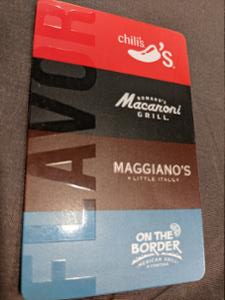 FLAVOR
chili's
'S.
ROMANO'S
Macaroni
GRILL
MAGGIANO'S
LITTLE ITALY
ON THE
BORDER
MEXICAN GRILL
& CANTINA